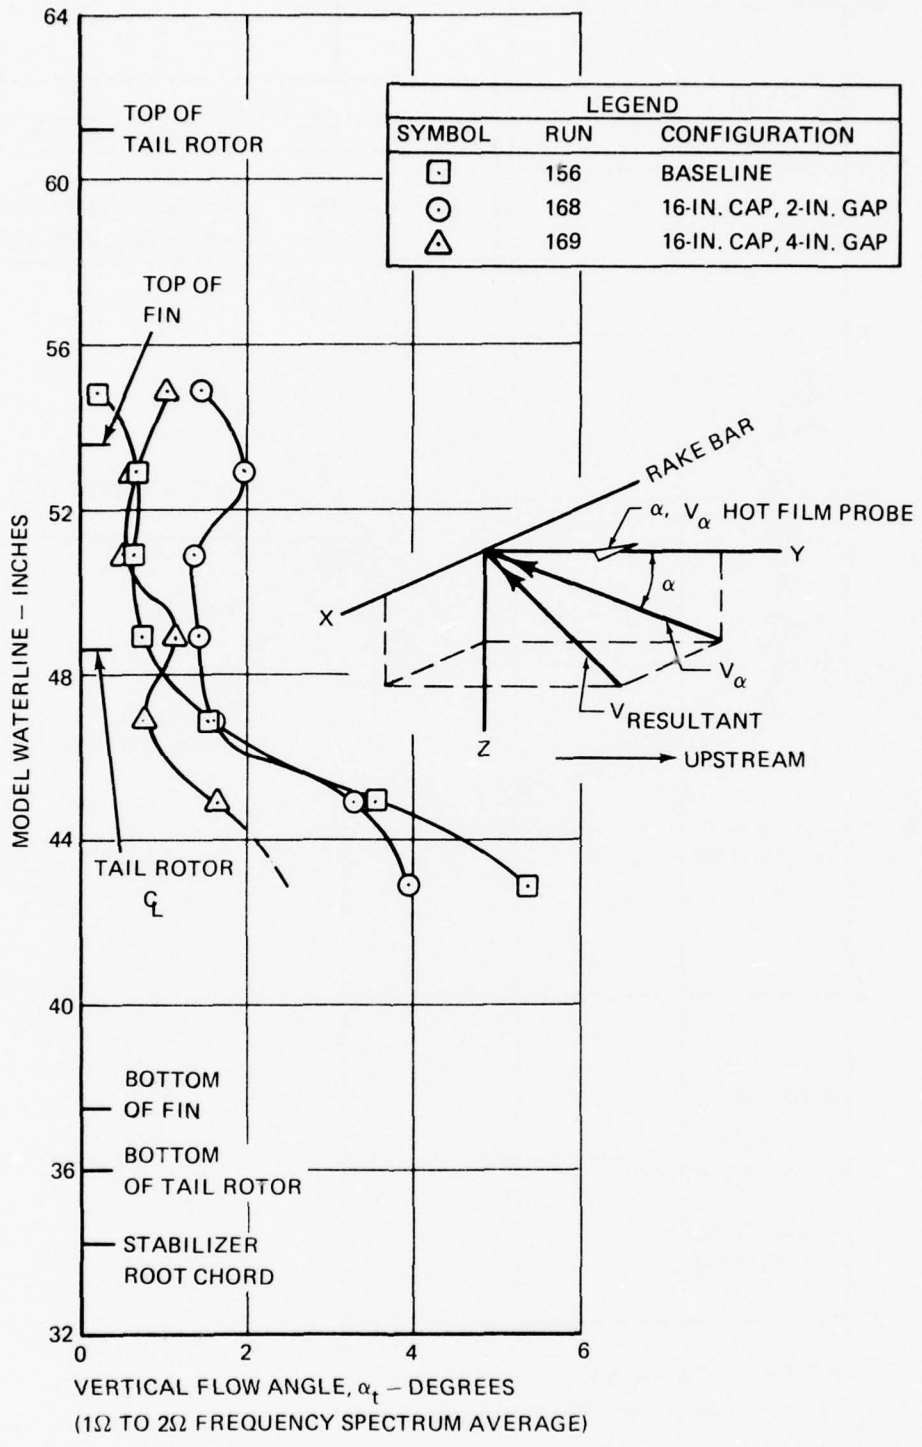 64
TOP OF
TAIL ROTOR
LEGEND
SYMBOL RUN CONFIGURATION
156 BASELINE
168 16-IN. CAP, 2-IN. GAP
169 16-IN. CAP, 4-IN. GAP
60
TOP OF
FIN
56
RAKE BAR
52
α, Vα HOT FILM PROBE
Y
α
X
48
Vα
VRESULTANT
Z
UPSTREAM
MODEL WATERLINE – INCHES
44
TAIL ROTOR
℄
40
BOTTOM
OF FIN
36
BOTTOM
OF TAIL ROTOR
STABILIZER
ROOT CHORD
32
0 2 4 6
VERTICAL FLOW ANGLE, αt – DEGREES
(1Ω TO 2Ω FREQUENCY SPECTRUM AVERAGE)